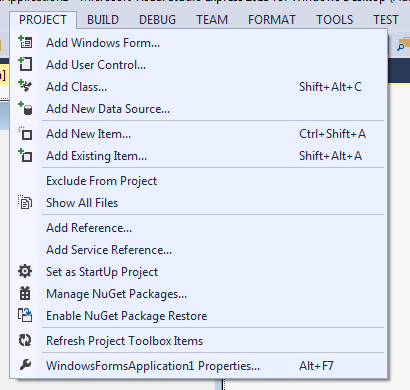 PROJECT BUILD DEBUG TEAM FORMAT TOOLS TEST
Add Windows Form...
Add User Control...
Add Class... Shift+Alt+C
Add New Data Source...
Add New Item... Ctrl+Shift+A
Add Existing Item... Shift+Alt+A
Exclude From Project
Show All Files
Add Reference...
Add Service Reference...
Set as StartUp Project
Manage NuGet Packages...
Enable NuGet Package Restore
Refresh Project Toolbox Items
WindowsFormsApplication1 Properties... Alt+F7